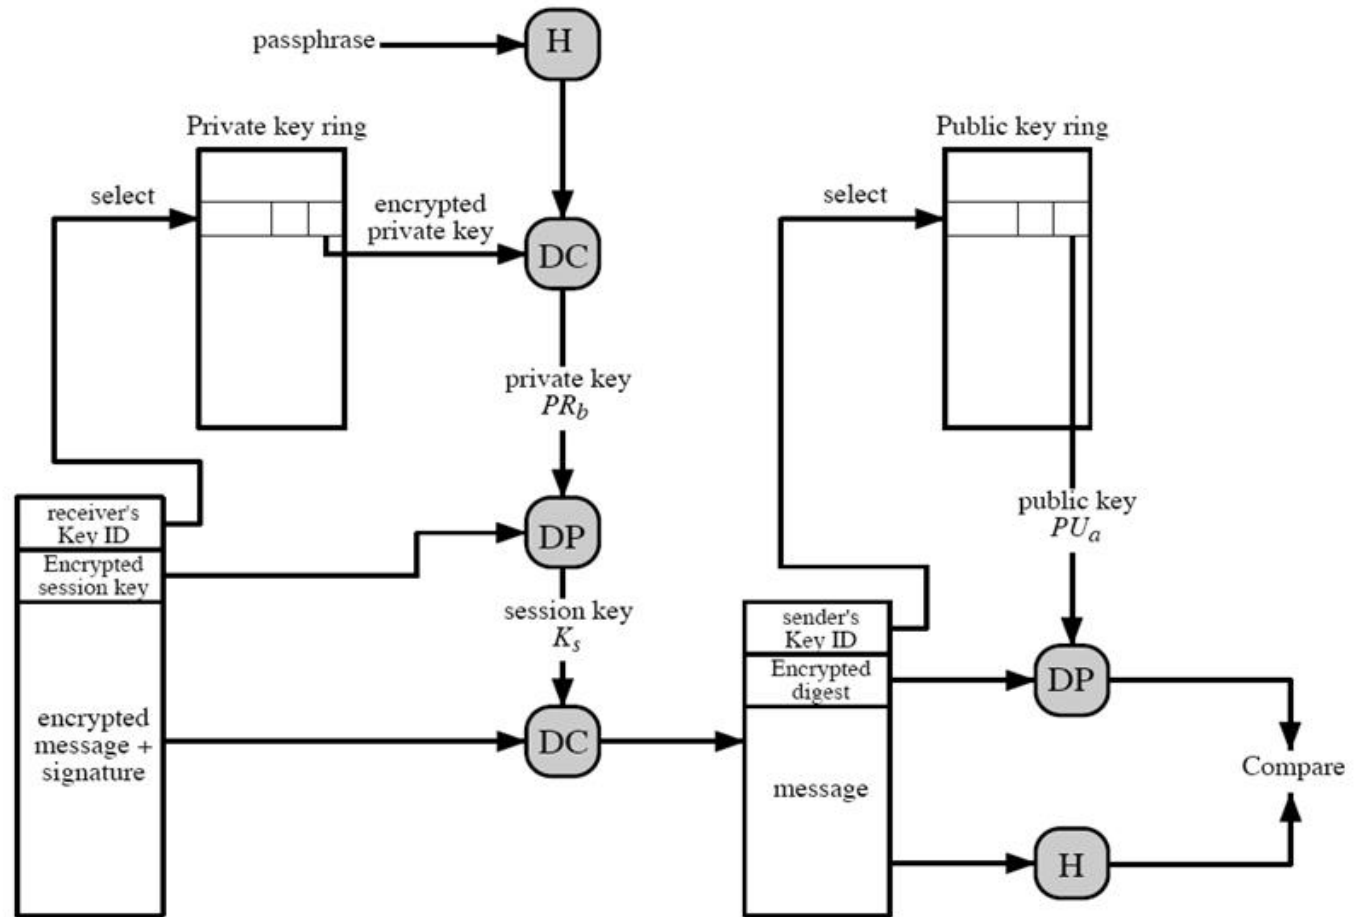 passphrase
H
Private key ring
Public key ring
select
encrypted
private key
select
DC
private key
PRb
public key
PUa
receiver's
Key ID
Encrypted
session key
DP
session key
Ks
sender's
Key ID
Encrypted
digest
DP
encrypted
message +
signature
DC
message
Compare
H